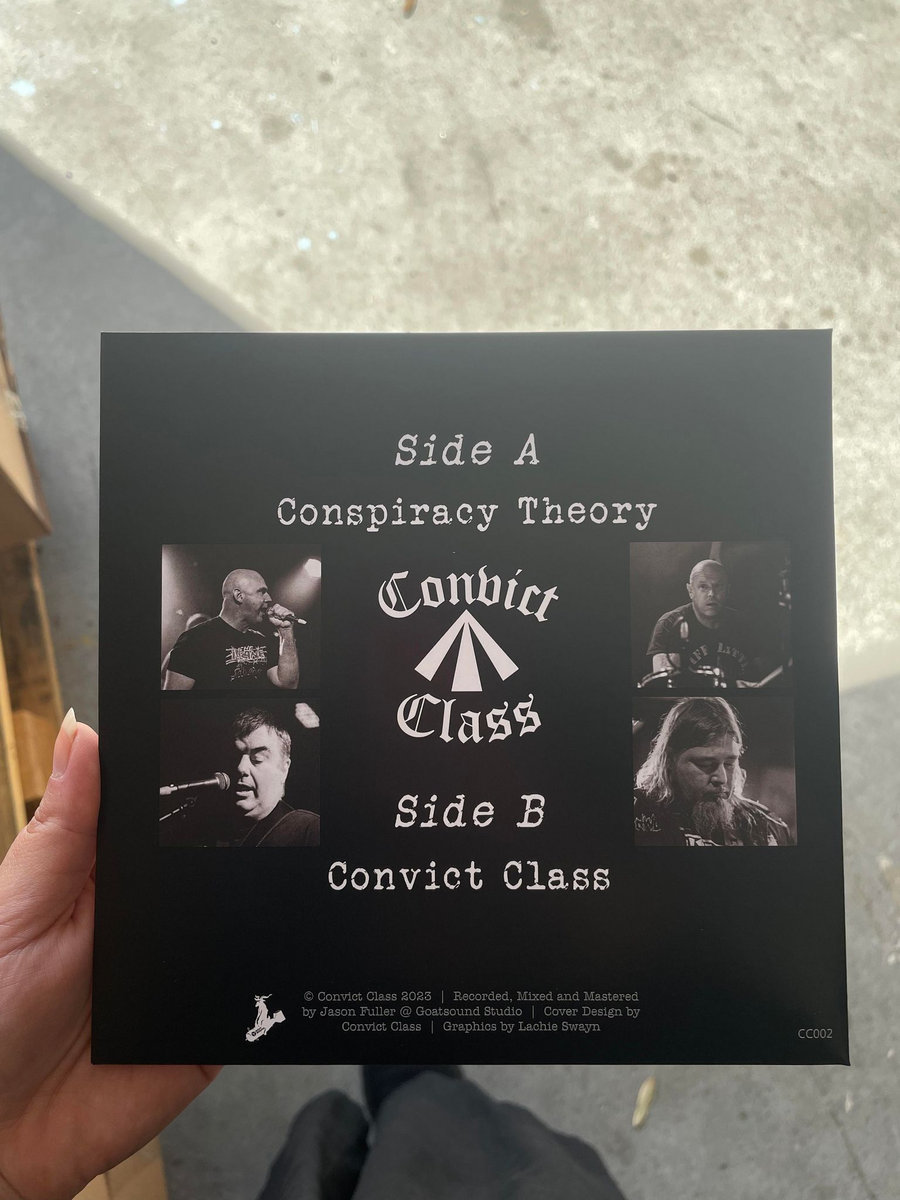 Side A
Conspiracy Theory
Convict
Class
Side B
Convict Class
© Convict Class 2023 | Recorded, Mixed and Mastered
by Jason Fuller @ Goatsound Studio | Cover Design by
Convict Class | Graphics by Lachie Swayn
CC002